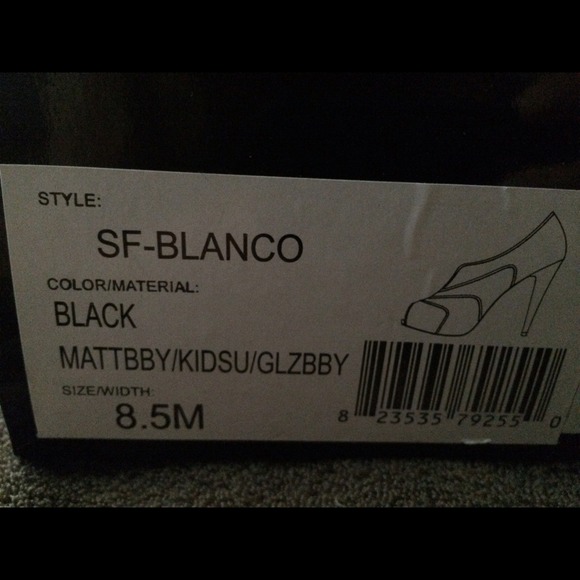 STYLE:
SF-BLANCO
COLOR/MATERIAL:
BLACK
MATTBBY/KIDSU/GLZBBY
SIZE/WIDTH:
8.5M
8 23535 79255 0